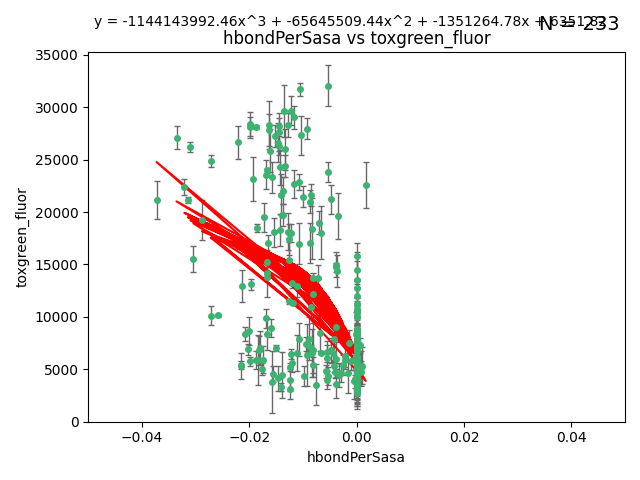 y = -1144143992.46x^3 + -65645509.44x^2 + -1351264.78x + 6351.82
N = 233
hbondPerSasa vs toxgreen_fluor
35000
30000
25000
20000
15000
10000
5000
0
toxgreen_fluor
-0.04
-0.02
0.00
0.02
0.04
hbondPerSasa